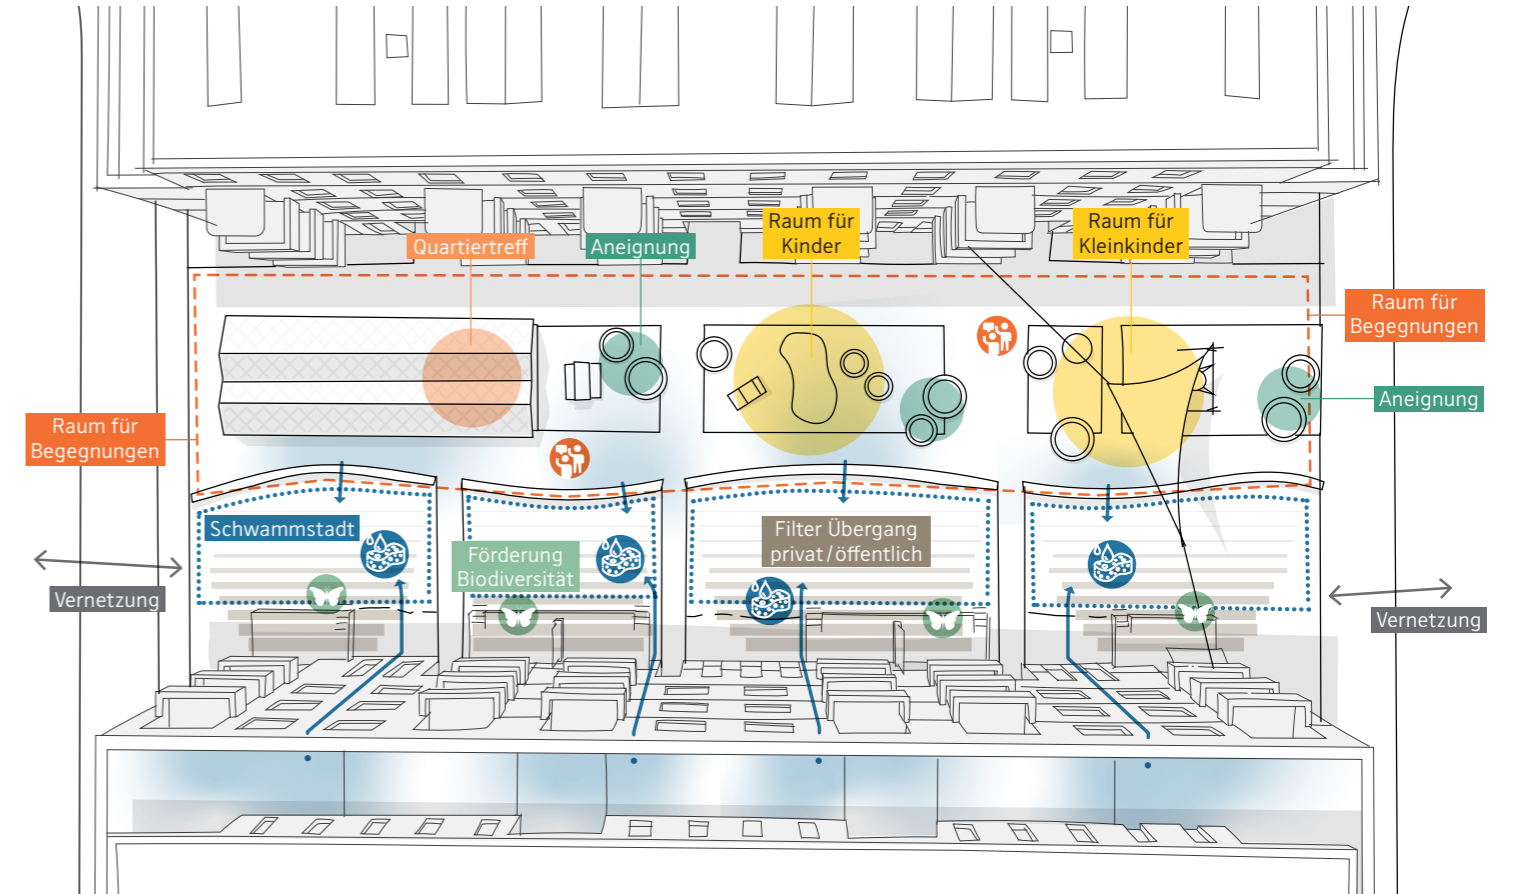 Quartiertreff
Aneignung
Raum für
Kinder
Raum für
Kleinkinder
Raum für
Begegnungen
Aneignung
Raum für
Begegnungen
Schwammstadt
Förderung
Biodiversität
Filter Übergang
privat/öffentlich
Vernetzung
Vernetzung